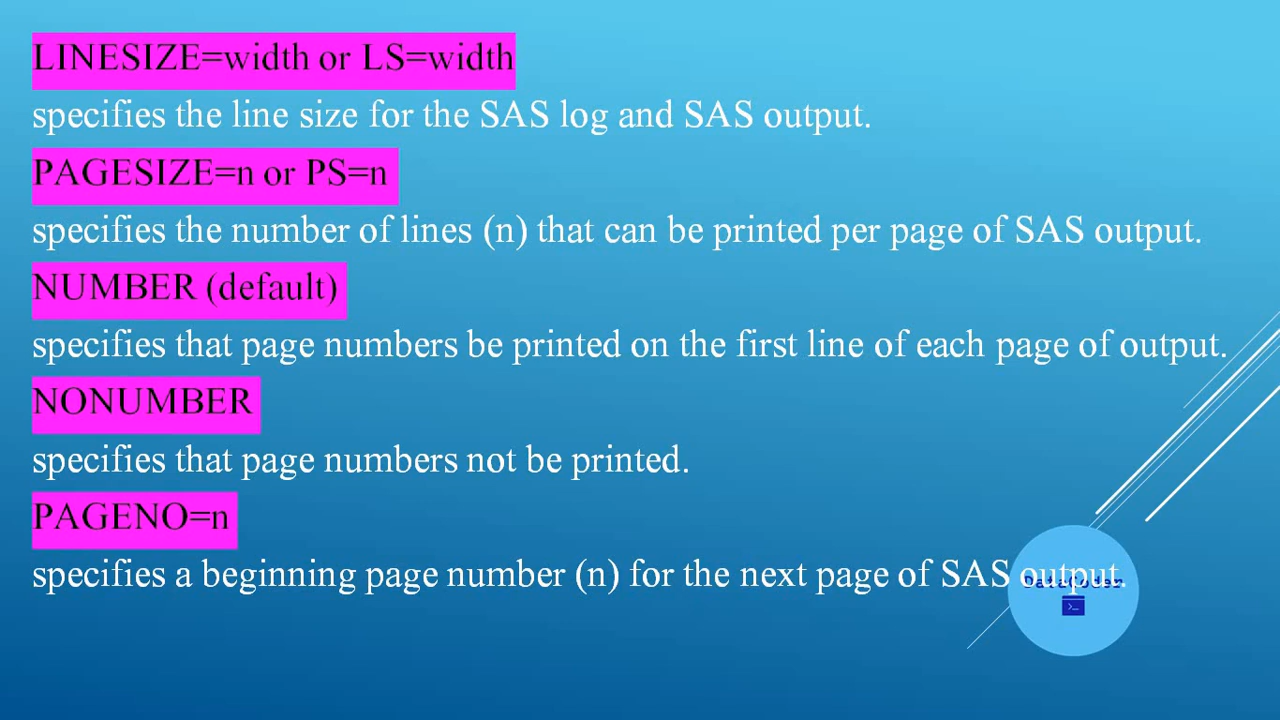 LINESIZE=width or LS=width
specifies the line size for the SAS log and SAS output.
PAGESIZE=n or PS=n
specifies the number of lines (n) that can be printed per page of SAS output.
NUMBER (default)
specifies that page numbers be printed on the first line of each page of output.
NONUMBER
specifies that page numbers not be printed.
PAGENO=n
specifies a beginning page number (n) for the next page of SAS output.